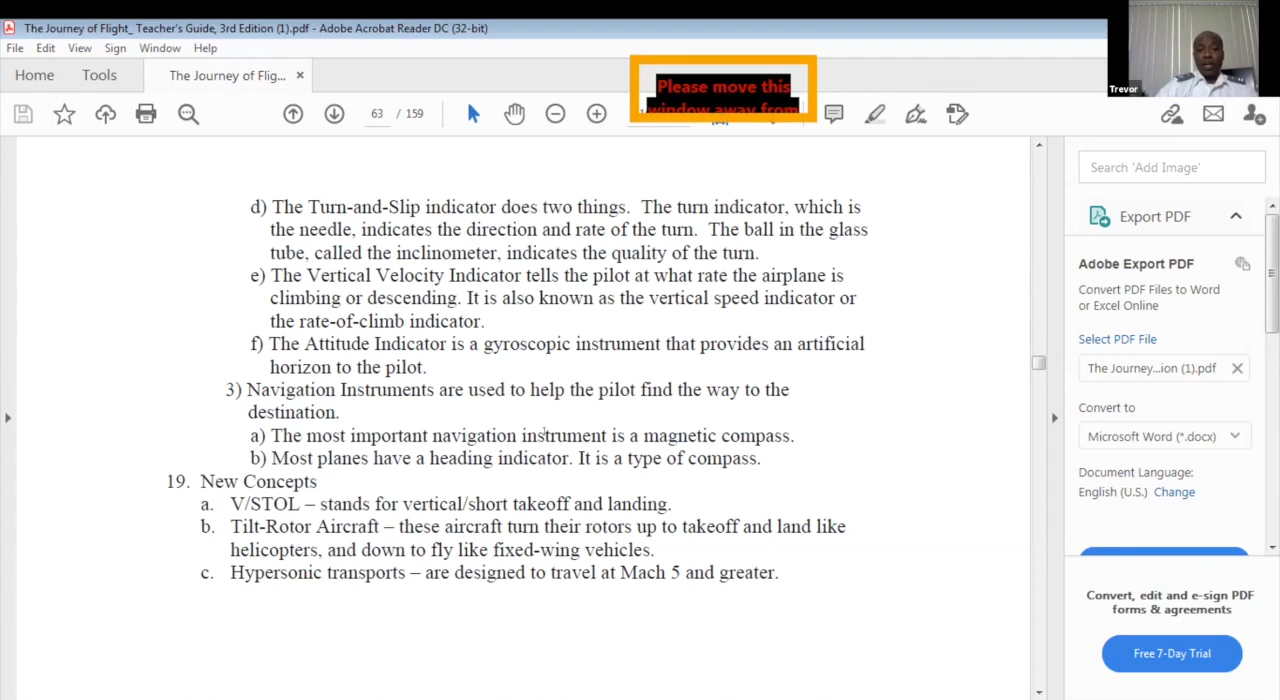 The Journey of Flight_ Teacher's Guide, 3rd Edition (1).pdf - Adobe Acrobat Reader DC (32-bit)
File Edit View Sign Window Help
Home Tools The Journey of Flig... ×
Please move this
window away from
63 / 159
Trevor
d) The Turn-and-Slip indicator does two things. The turn indicator, which is
the needle, indicates the direction and rate of the turn. The ball in the glass
tube, called the inclinometer, indicates the quality of the turn.
e) The Vertical Velocity Indicator tells the pilot at what rate the airplane is
climbing or descending. It is also known as the vertical speed indicator or
the rate-of-climb indicator.
f) The Attitude Indicator is a gyroscopic instrument that provides an artificial
horizon to the pilot.
3) Navigation Instruments are used to help the pilot find the way to the
destination.
a) The most important navigation instrument is a magnetic compass.
b) Most planes have a heading indicator. It is a type of compass.
19. New Concepts
a. V/STOL – stands for vertical/short takeoff and landing.
b. Tilt-Rotor Aircraft – these aircraft turn their rotors up to takeoff and land like
helicopters, and down to fly like fixed-wing vehicles.
c. Hypersonic transports – are designed to travel at Mach 5 and greater.
Search 'Add Image'
Export PDF
Adobe Export PDF
Convert PDF Files to Word
or Excel Online
Select PDF File
The Journey...ion (1).pdf ×
Convert to
Microsoft Word (*.docx)
Document Language:
English (U.S.) Change
Convert, edit and e-sign PDF
forms & agreements
Free 7-Day Trial